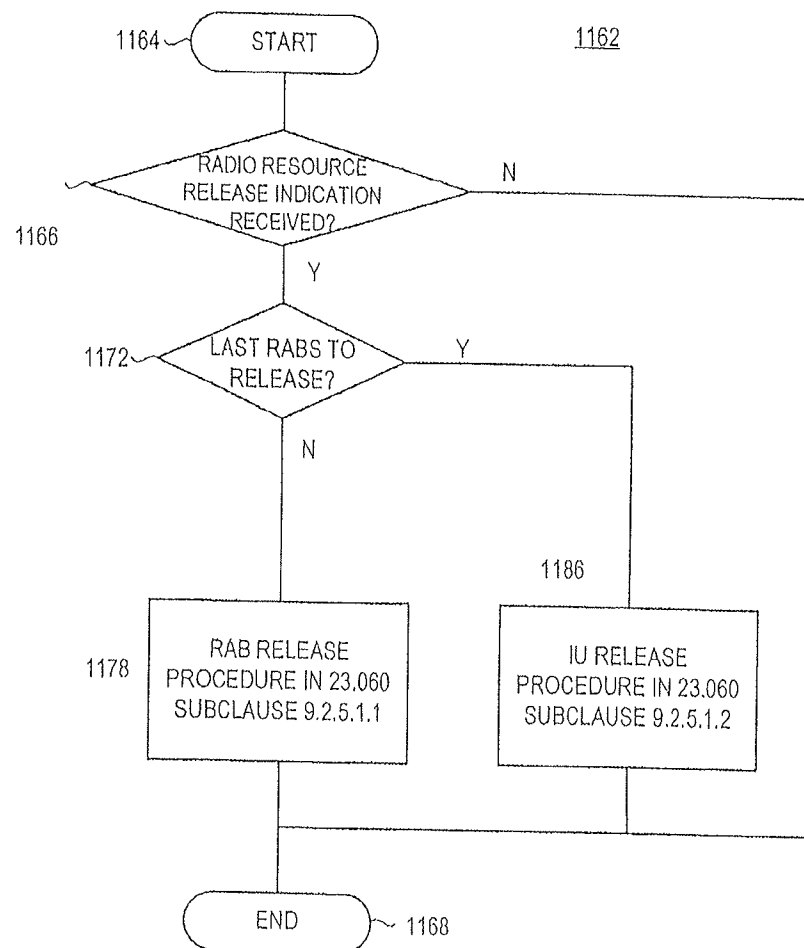 1164
START
1162
RADIO RESOURCE
RELEASE INDICATION
RECEIVED?
N
1166
Y
1172
LAST RABS TO
RELEASE?
Y
N
1186
1178
RAB RELEASE
PROCEDURE IN 23.060
SUBCLAUSE 9.2.5.1.1
IU RELEASE
PROCEDURE IN 23.060
SUBCLAUSE 9.2.5.1.2
END
1168